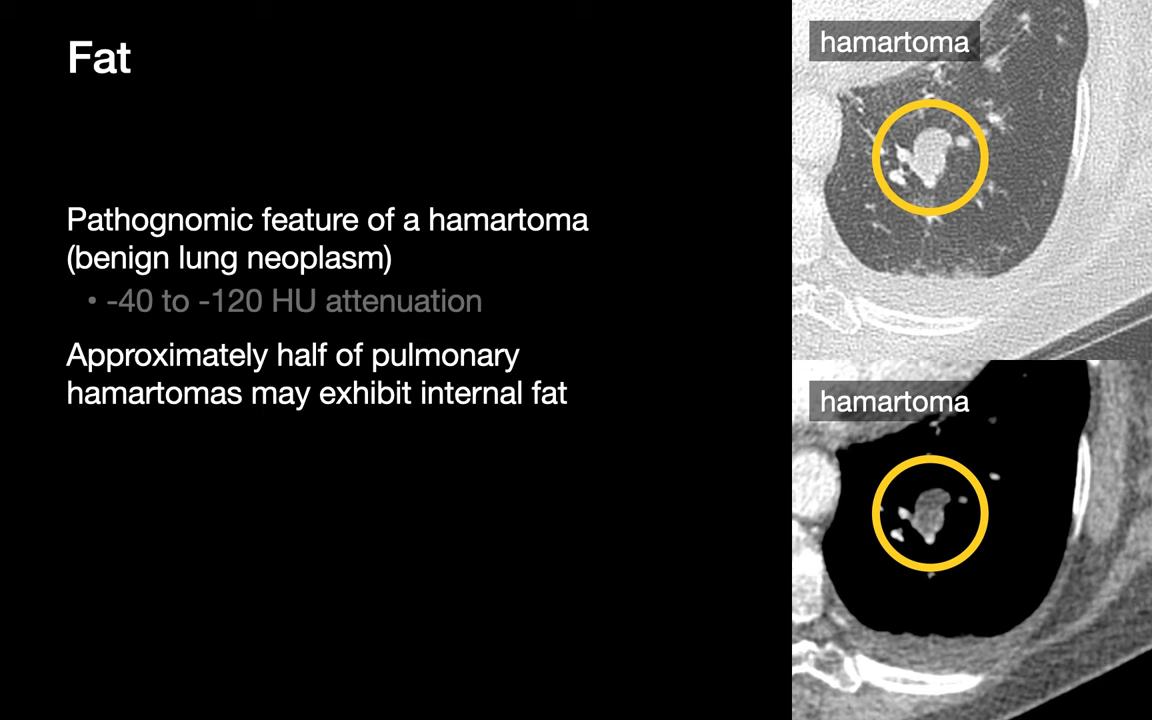 Fat
Pathognomic feature of a hamartoma
(benign lung neoplasm)
• -40 to -120 HU attenuation
Approximately half of pulmonary
hamartomas may exhibit internal fat
hamartoma
hamartoma